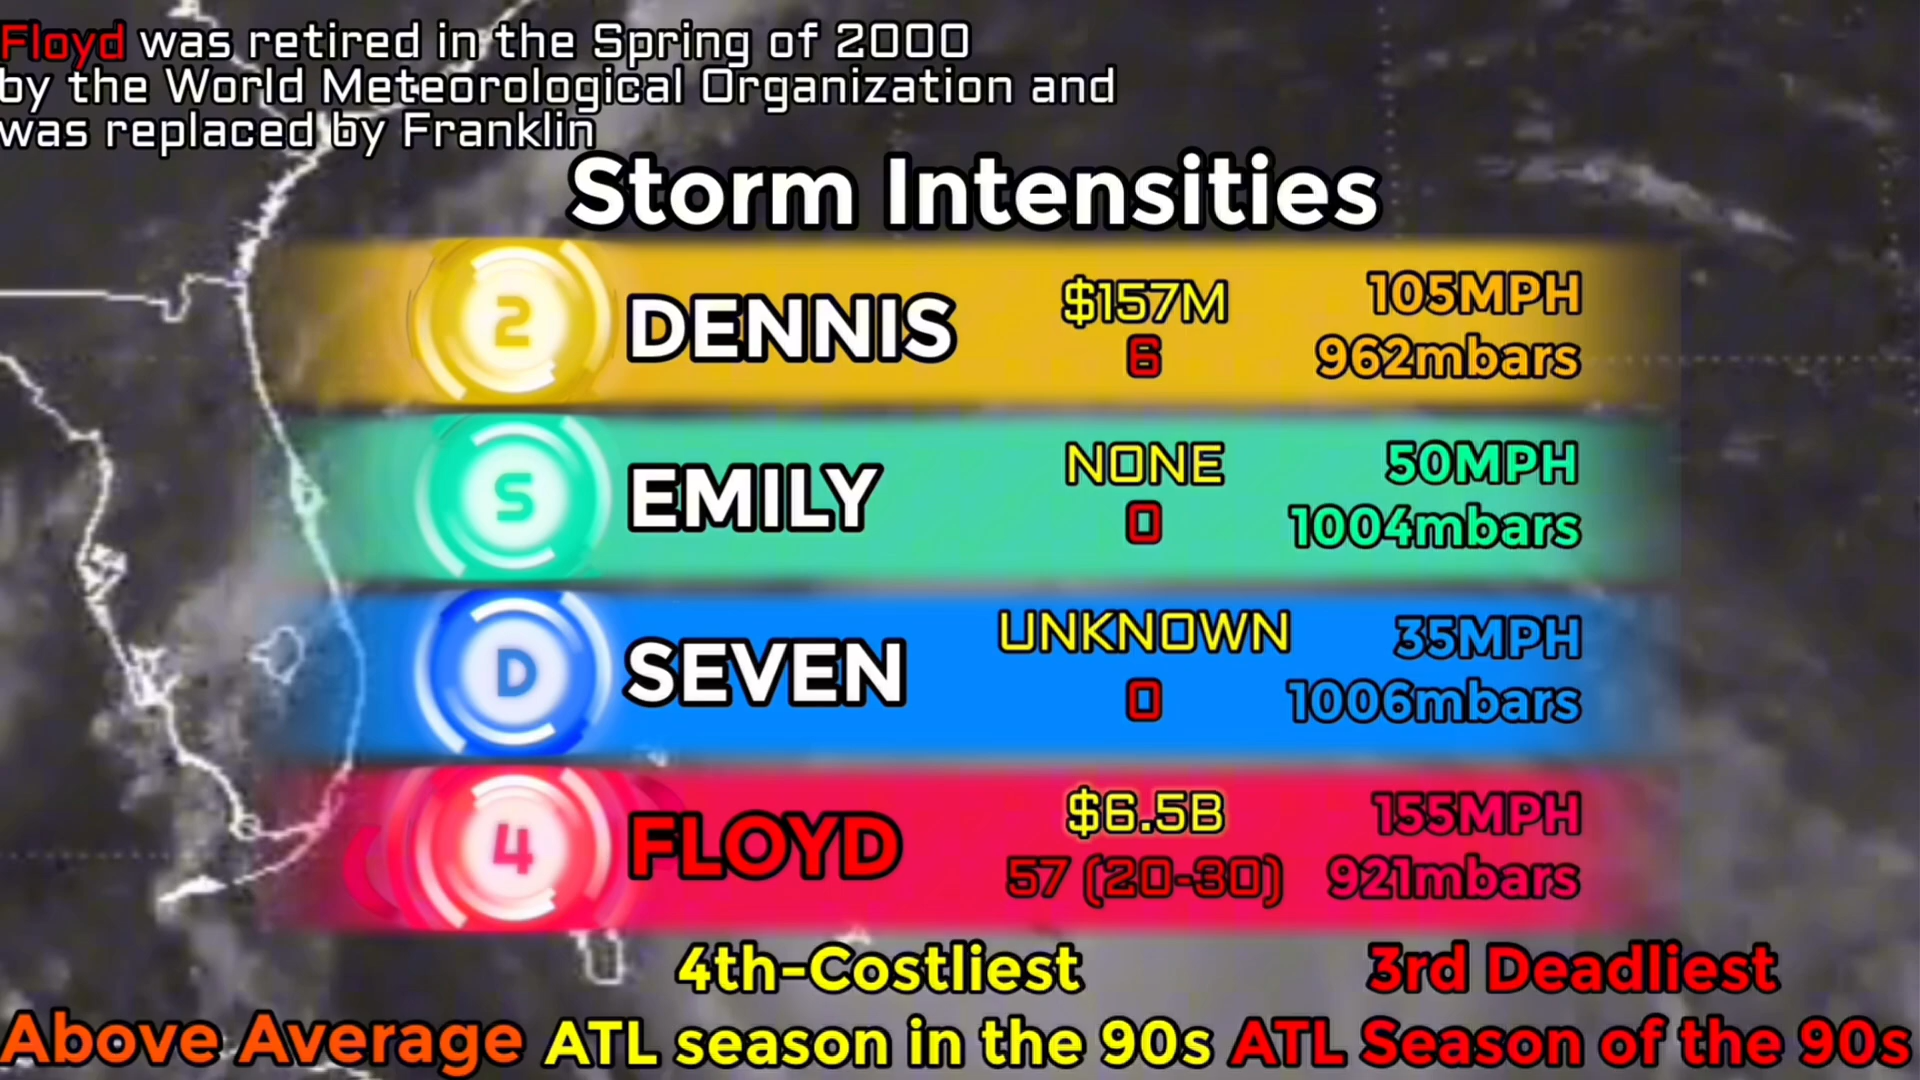 Floyd was retired in the Spring of 2000
by the World Meteorological Organization and
was replaced by Franklin
Storm Intensities
2 DENNIS $157M 105MPH
6 962mbars
S EMILY NONE 50MPH
0 1004mbars
D SEVEN UNKNOWN 35MPH
0 1006mbars
4 FLOYD $6.5B 155MPH
57 (20-30) 921mbars
4th-Costliest 3rd Deadliest
Above Average ATL season in the 90s ATL Season of the 90s